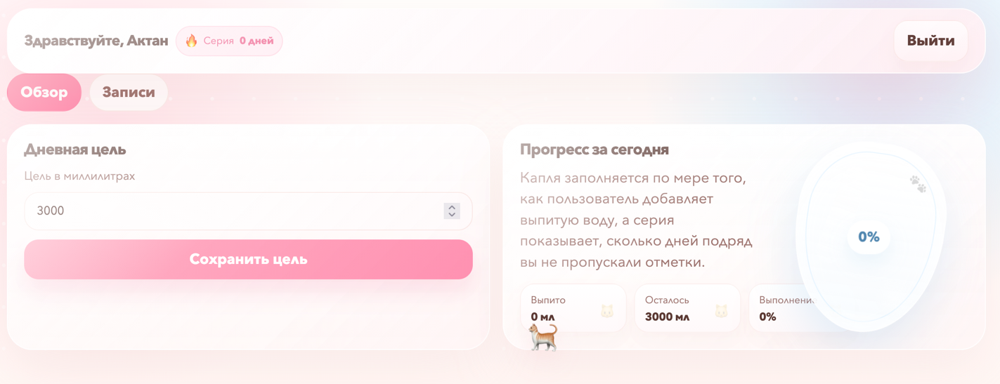 Здравствуйте, Актан
Серия 0 дней
Выйти
Обзор
Записи
Дневная цель
Цель в миллилитрах
3000
Сохранить цель
Прогресс за сегодня
Капля заполняется по мере того,
как пользователь добавляет
выпитую воду, а серия
показывает, сколько дней подряд
вы не пропускали отметки.
0%
Выпито
0 мл
Осталось
3000 мл
Выполнени
0%